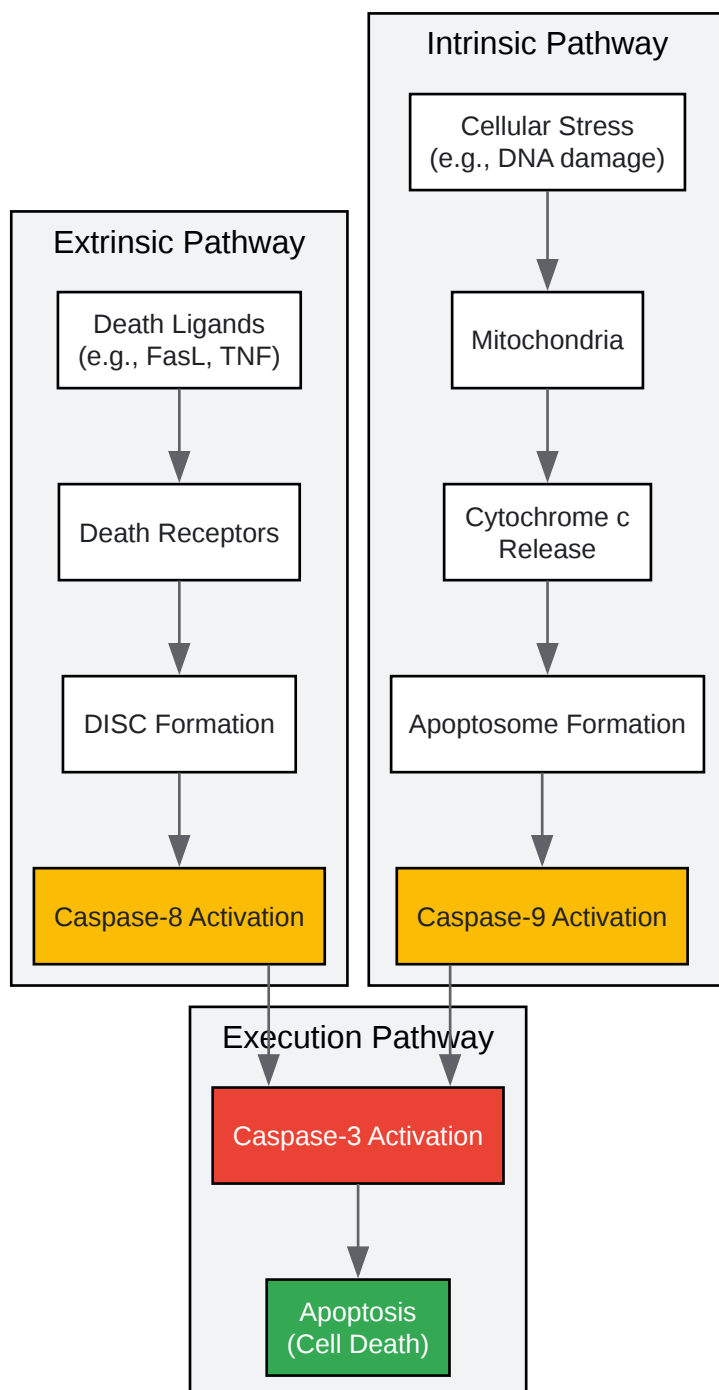 Extrinsic Pathway
Death Ligands
(e.g., FasL, TNF)
Death Receptors
DISC Formation
Caspase-8 Activation
Intrinsic Pathway
Cellular Stress
(e.g., DNA damage)
Mitochondria
Cytochrome c
Release
Apoptosome Formation
Caspase-9 Activation
Execution Pathway
Caspase-3 Activation
Apoptosis
(Cell Death)